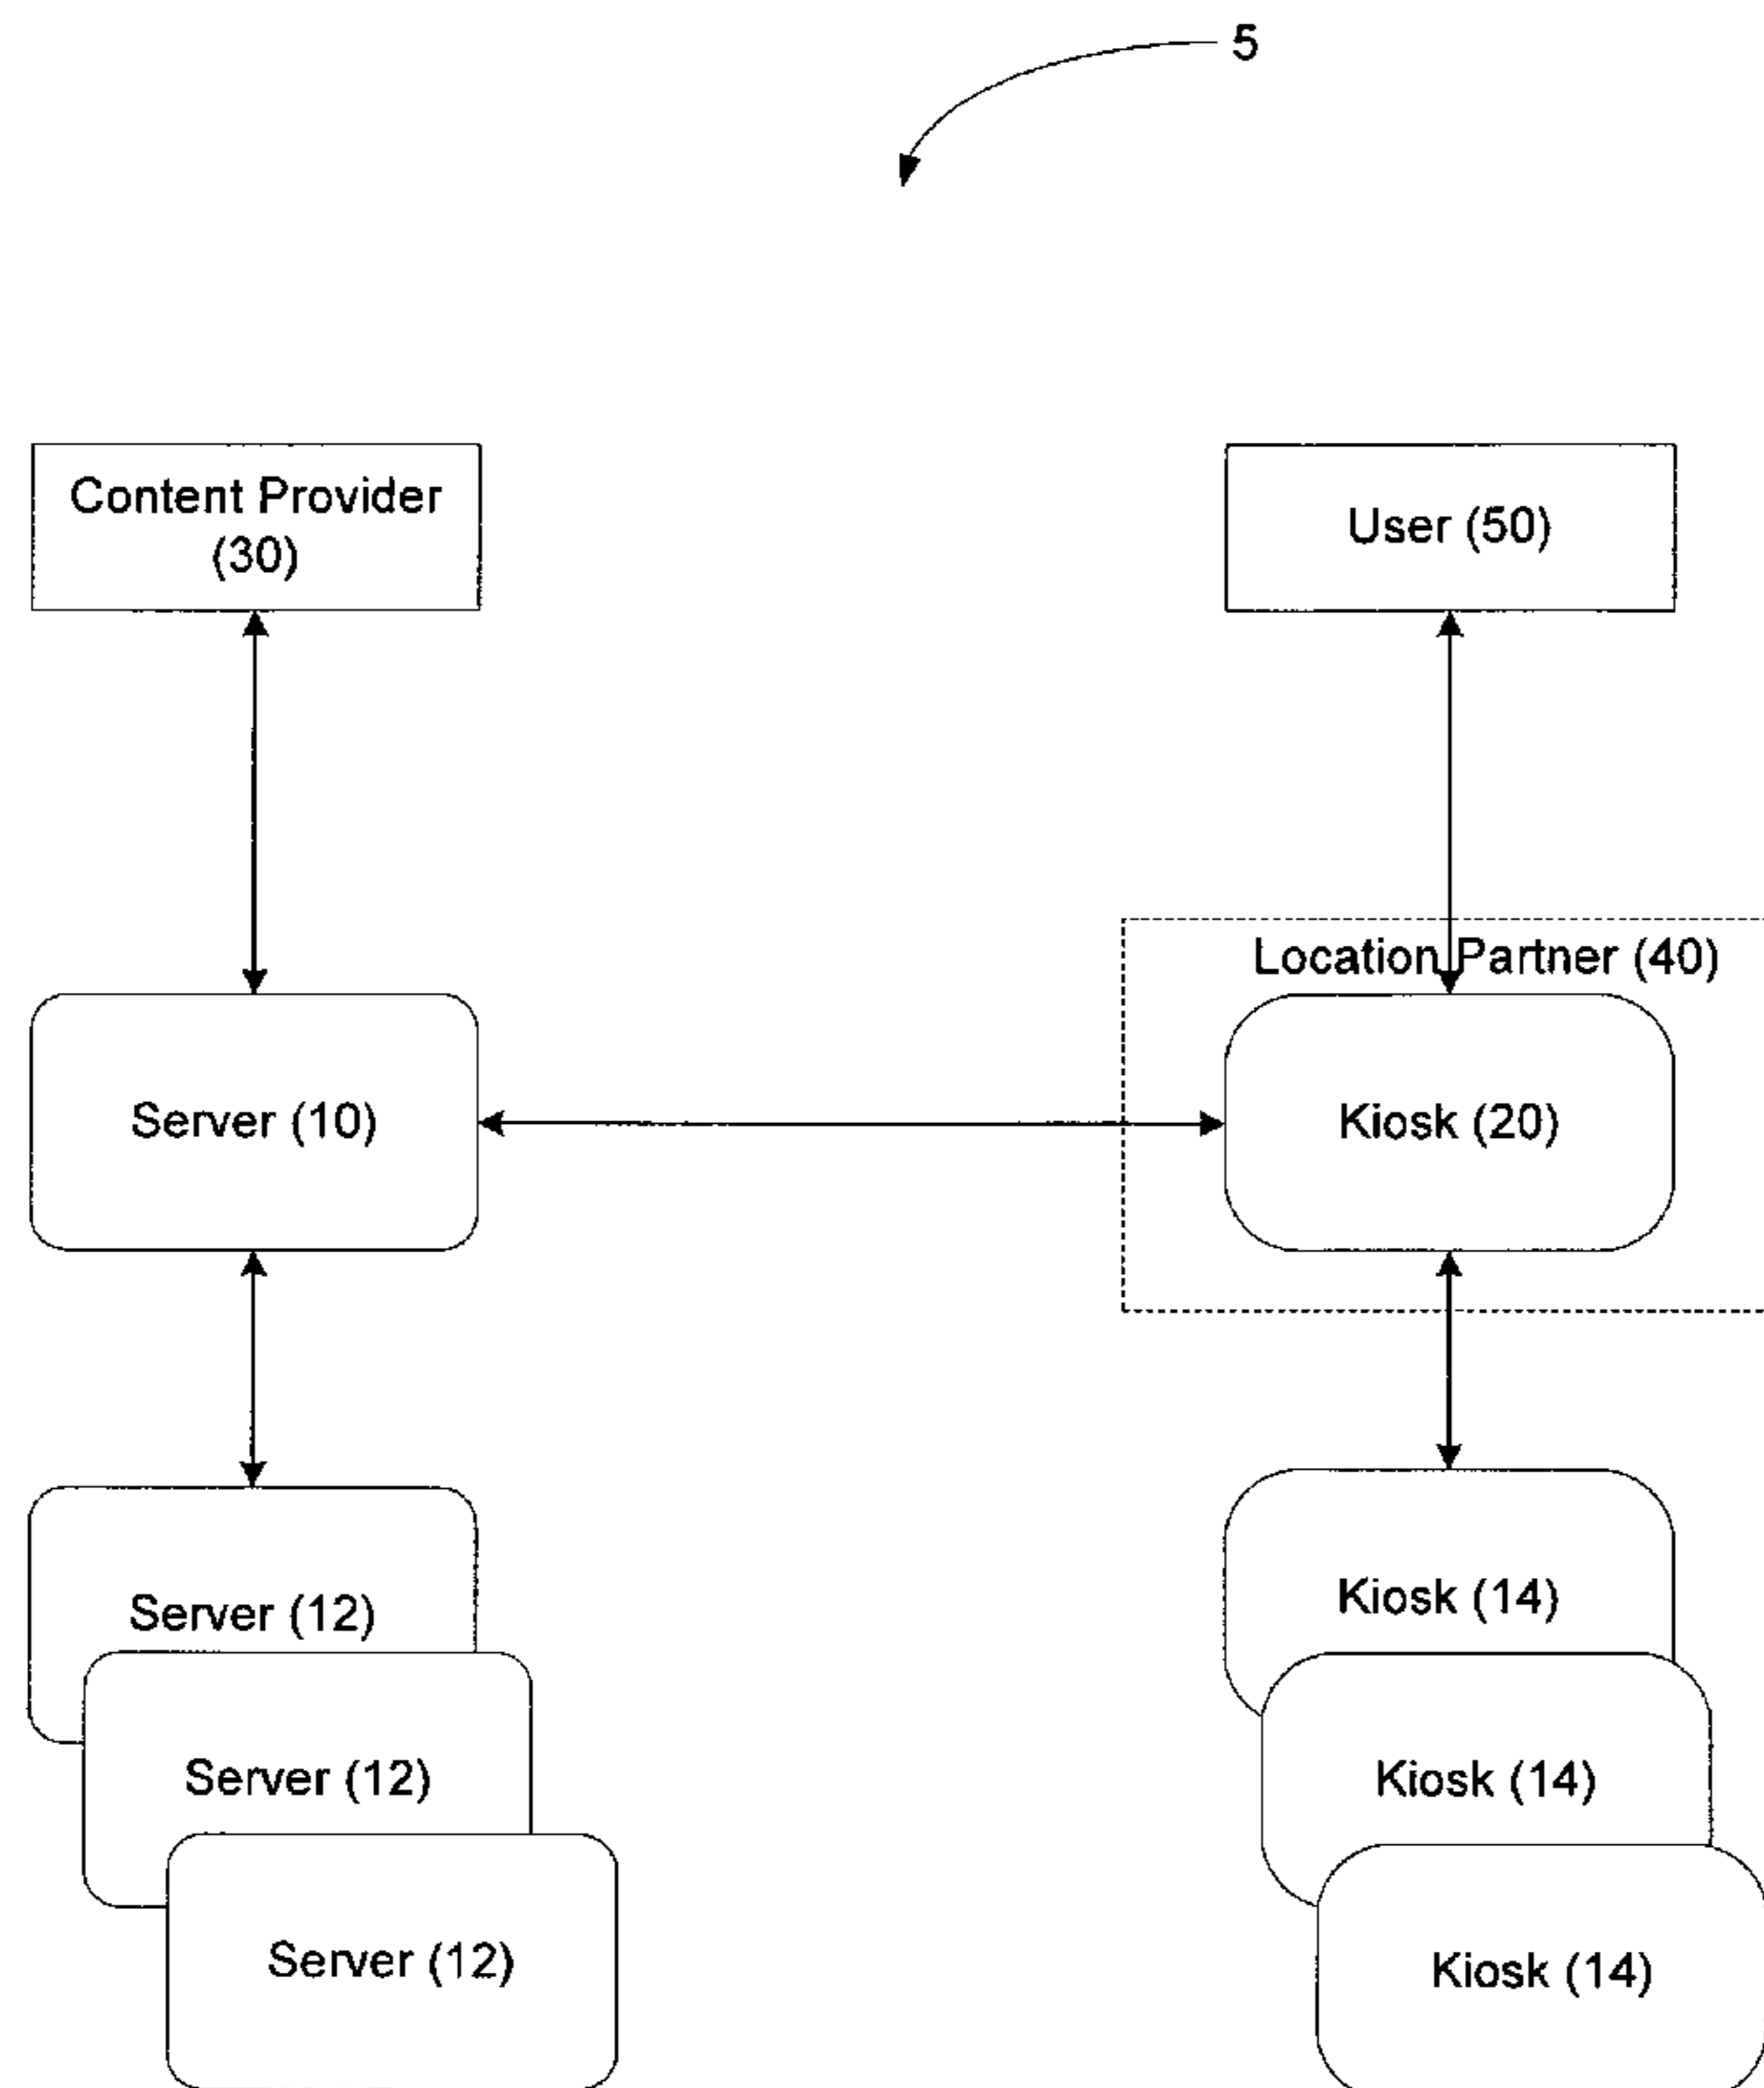 5
Content Provider
(30)
User (50)
Location Partner (40)
Server (10)
Kiosk (20)
Server (12)
Kiosk (14)
Server (12)
Kiosk (14)
Server (12)
Kiosk (14)